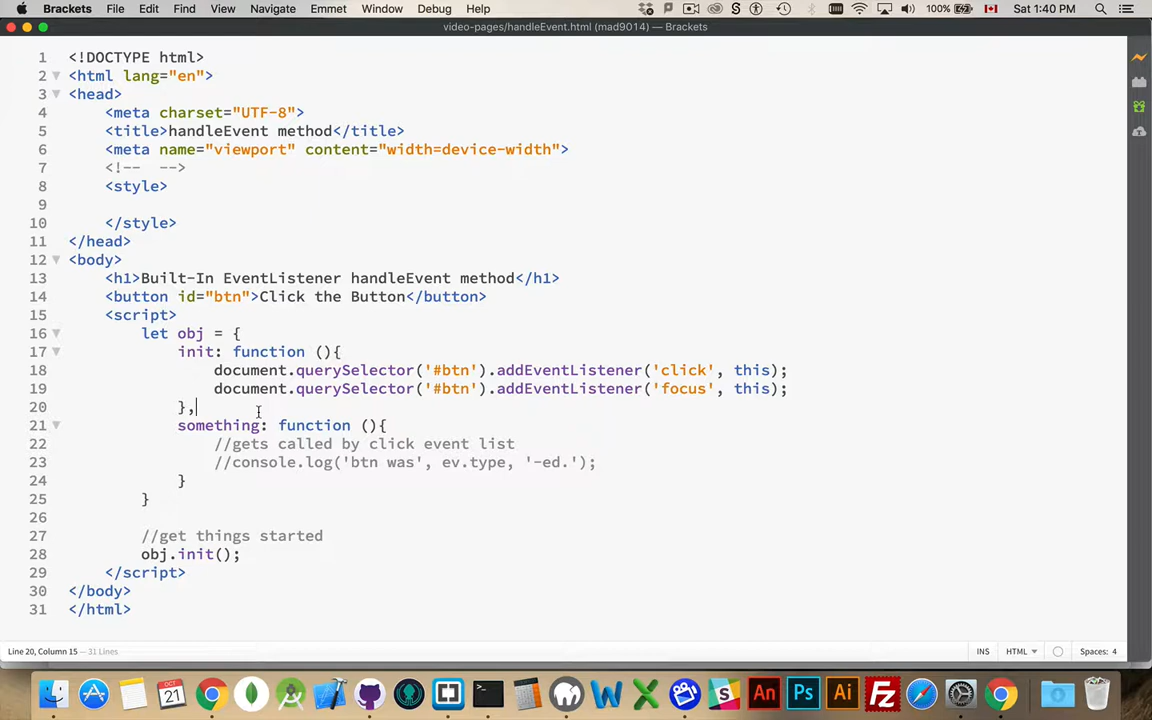 Brackets File Edit Find View Navigate Emmet Window Debug Help 100% Sat 1:40 PM
video-pages/handleEvent.html (mad9014) — Brackets
1 <!DOCTYPE html>
2 <html lang="en">
3 <head>
4 <meta charset="UTF-8">
5 <title>handleEvent method</title>
6 <meta name="viewport" content="width=device-width">
7 <!-- -->
8 <style>
9
10 </style>
11 </head>
12 <body>
13 <h1>Built-In EventListener handleEvent method</h1>
14 <button id="btn">Click the Button</button>
15 <script>
16 let obj = {
17 init: function (){
18 document.querySelector('#btn').addEventListener('click', this);
19 document.querySelector('#btn').addEventListener('focus', this);
20 },
21 something: function (){
22 //gets called by click event list
23 //console.log('btn was', ev.type, '-ed.');
24 }
25 }
26
27 //get things started
28 obj.init();
29 </script>
30 </body>
31 </html>
Line 20, Column 15 — 31 Lines INS HTML Spaces: 4
OCT 21 S An Ps Ai Fz